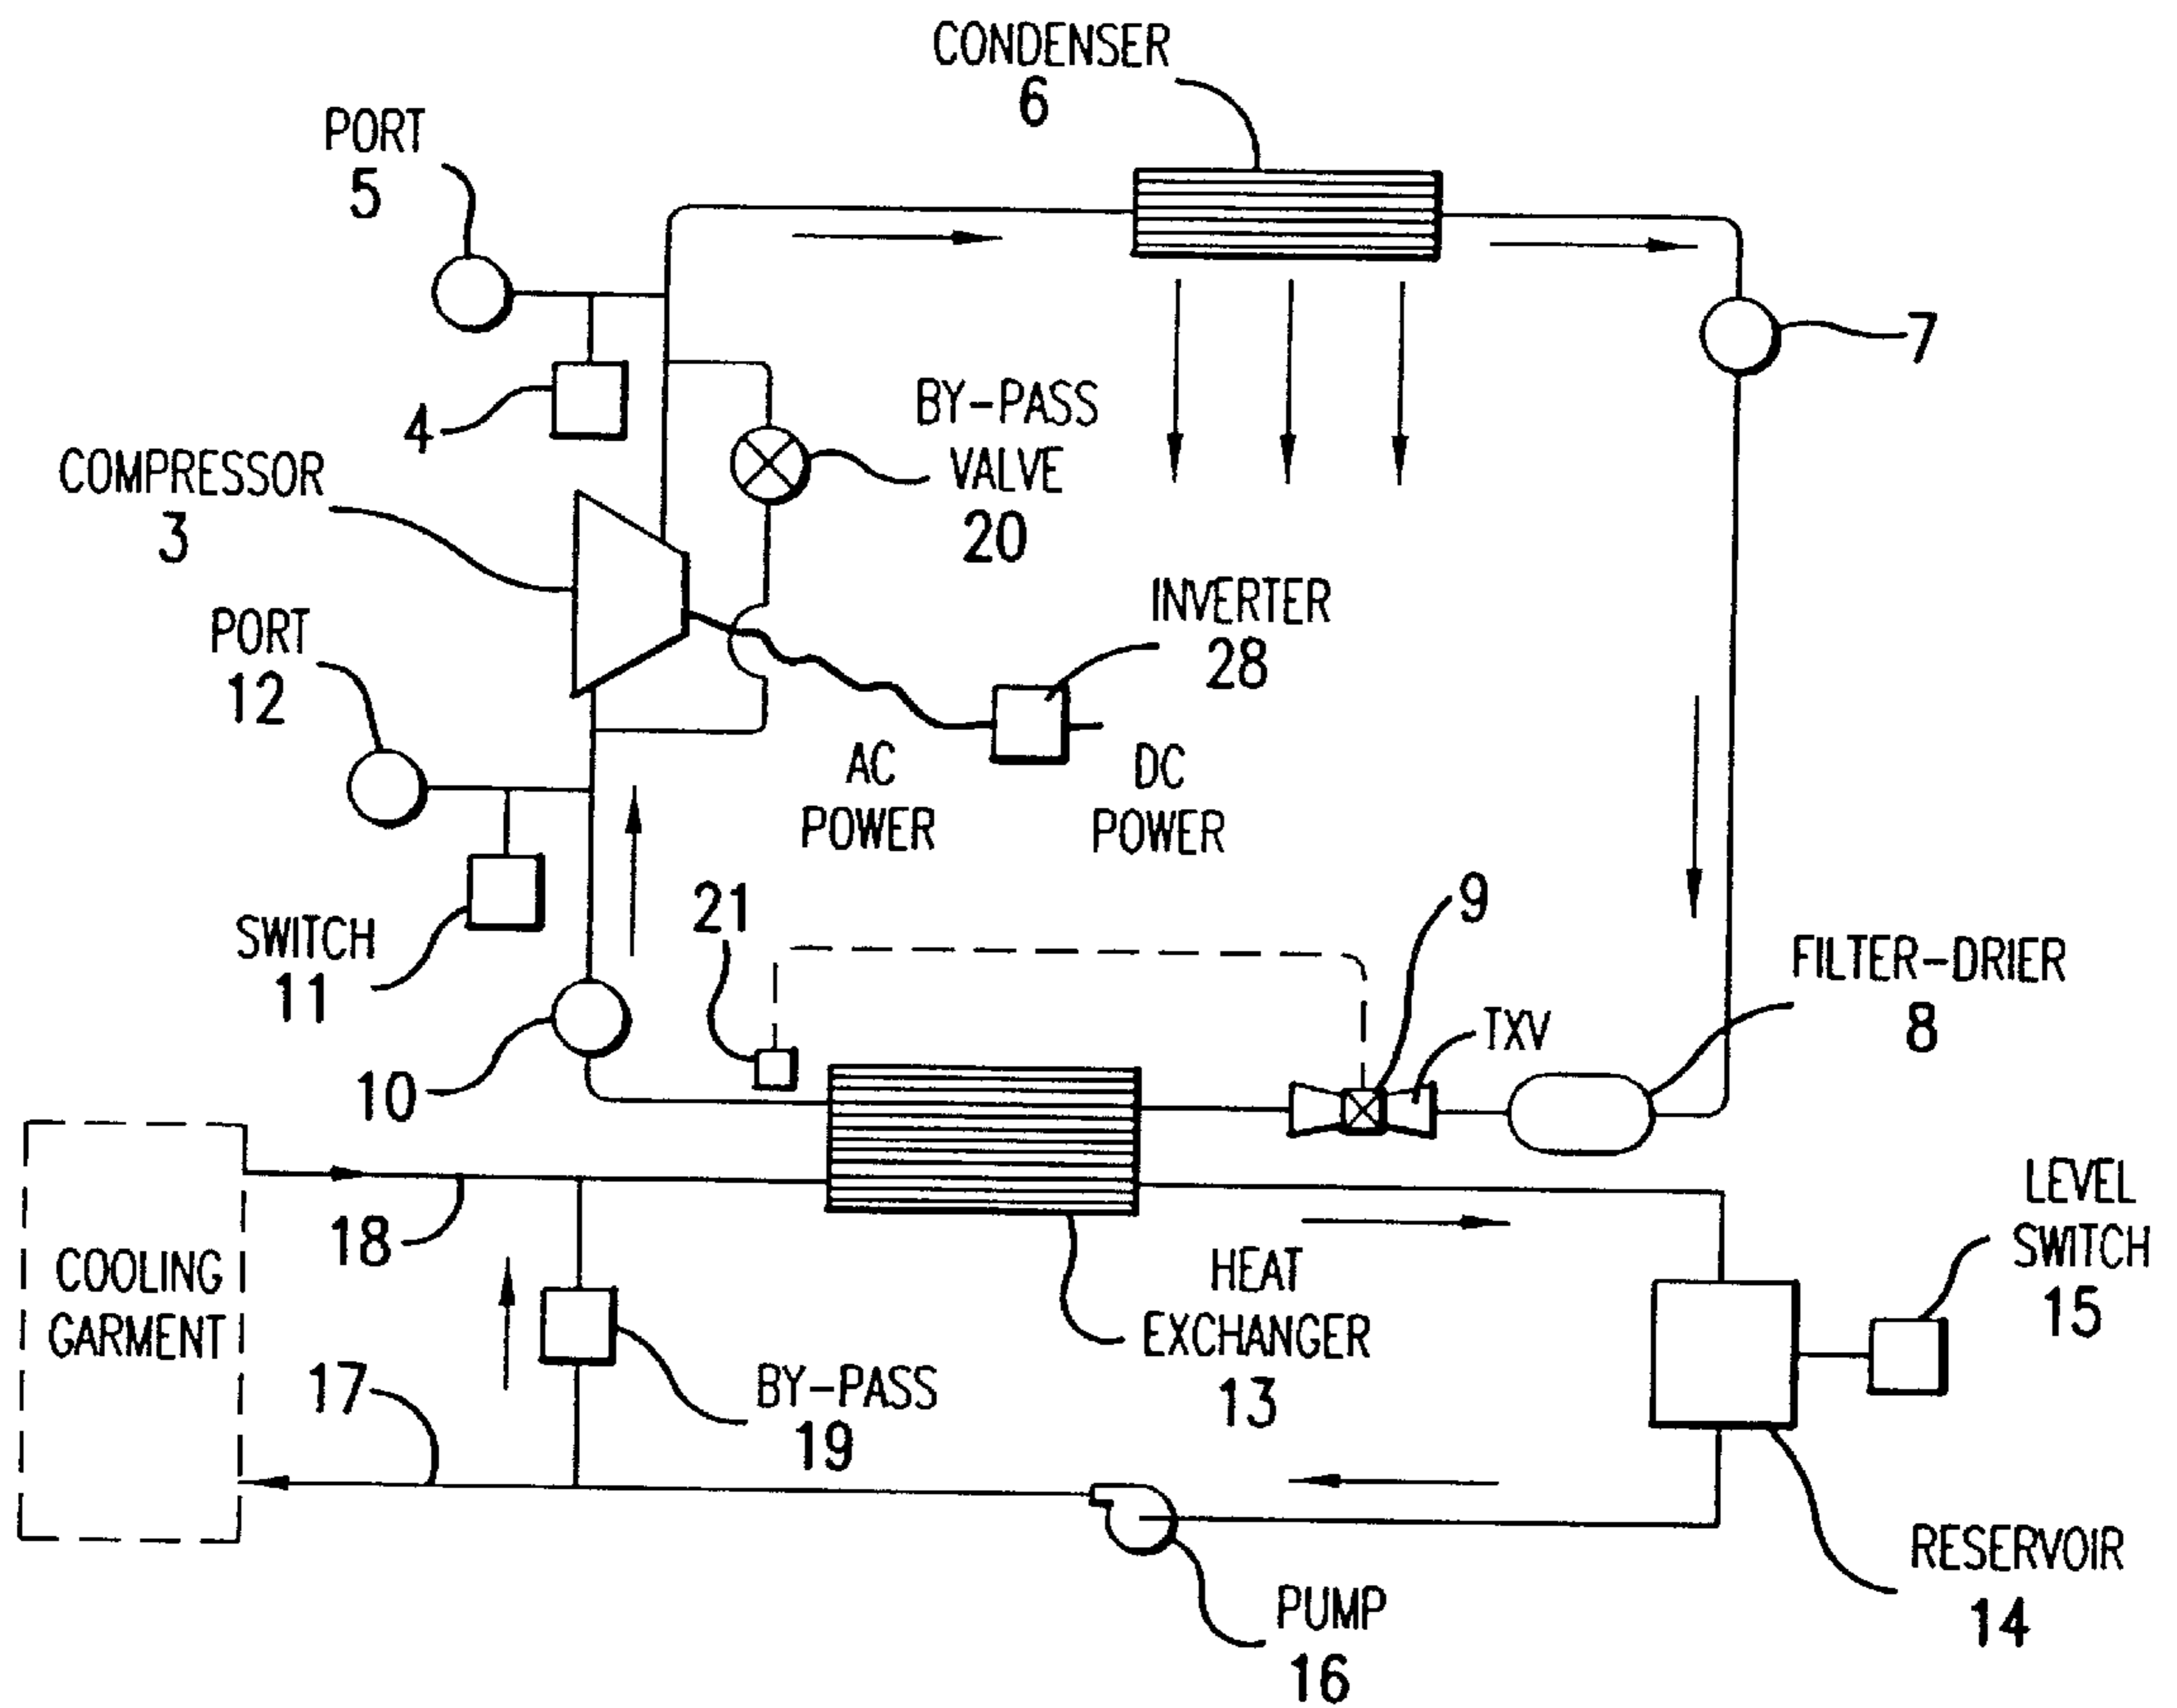 CONDENSER
6
PORT
5
7
4
BY-PASS
VALVE
20
COMPRESSOR
3
INVERTER
28
PORT
12
AC
POWER
DC
POWER
SWITCH
11
21
9
FILTER-DRIER
8
TXV
10
LEVEL
SWITCH
15
18
COOLING
GARMENT
HEAT
EXCHANGER
13
17
BY-PASS
19
RESERVOIR
14
PUMP
16